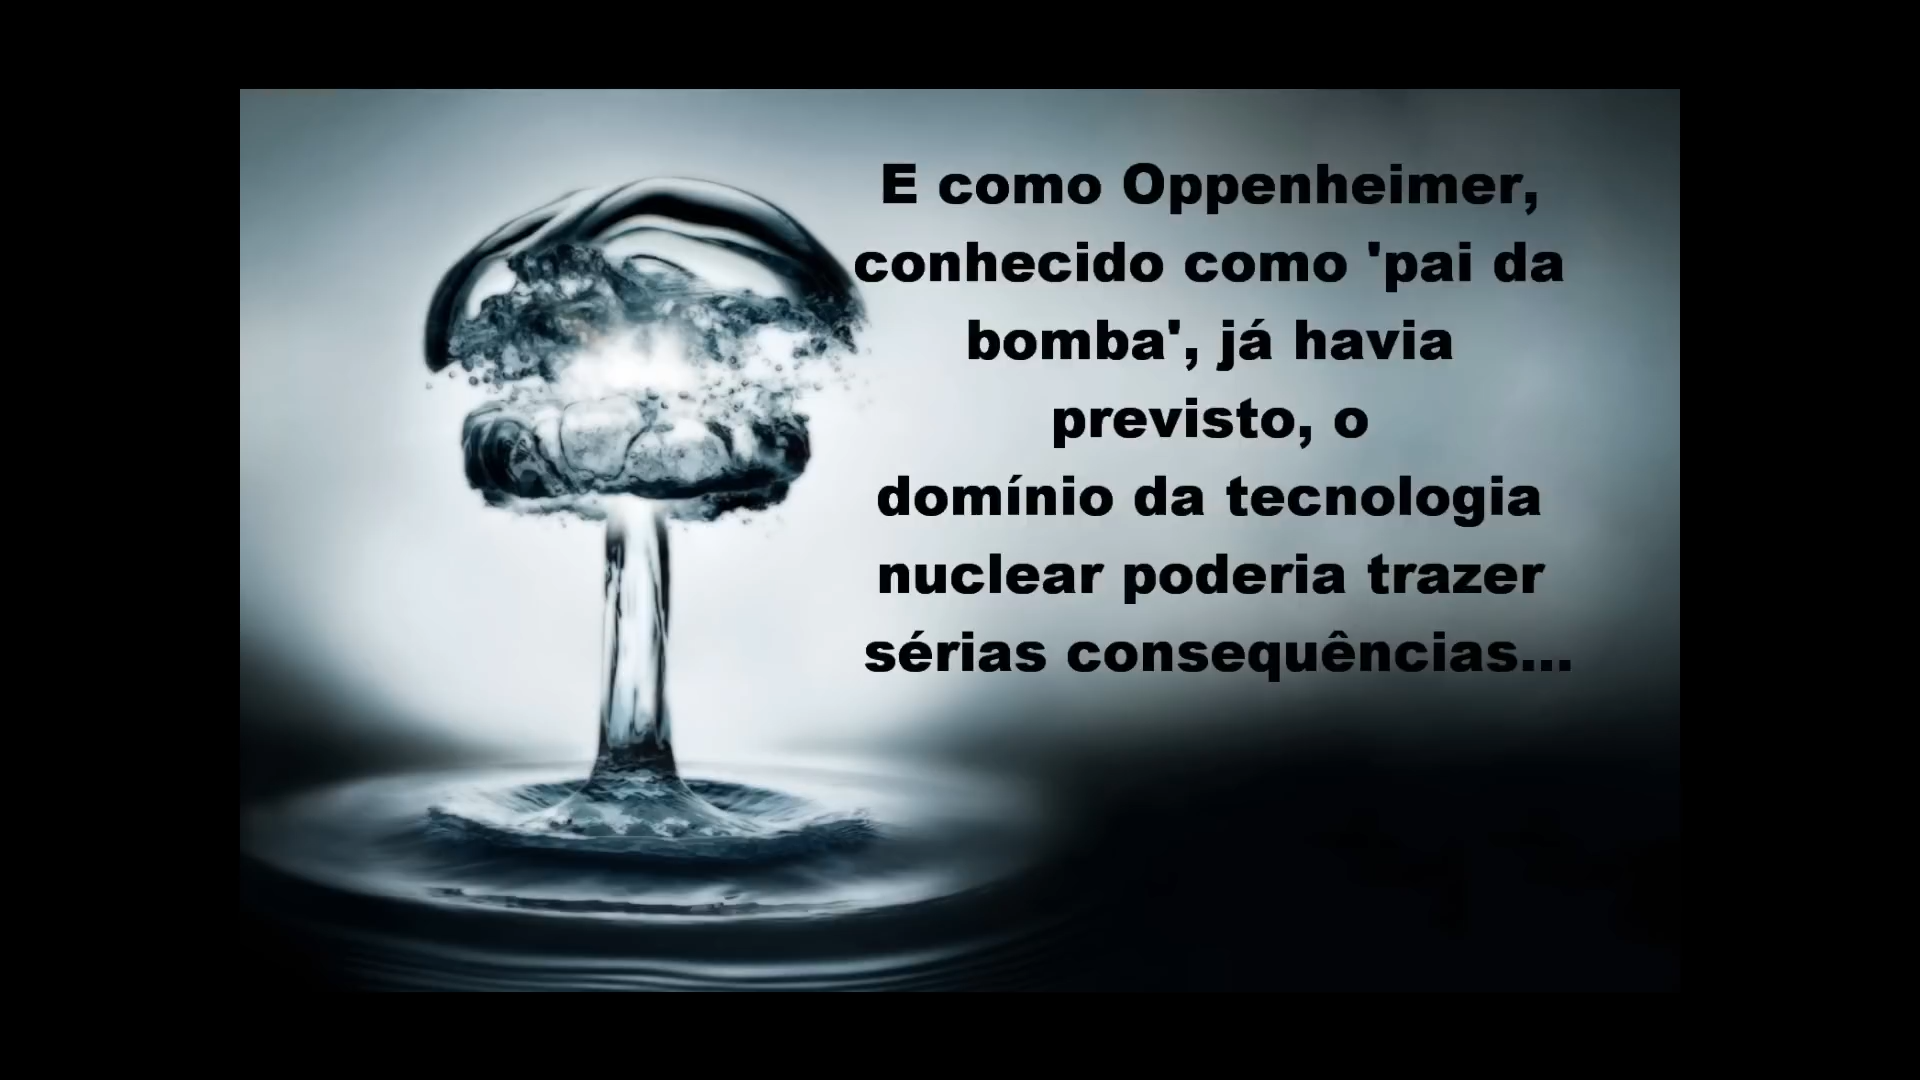 E como Oppenheimer,
conhecido como 'pai da
bomba', já havia
previsto, o
domínio da tecnologia
nuclear poderia trazer
sérias consequências...